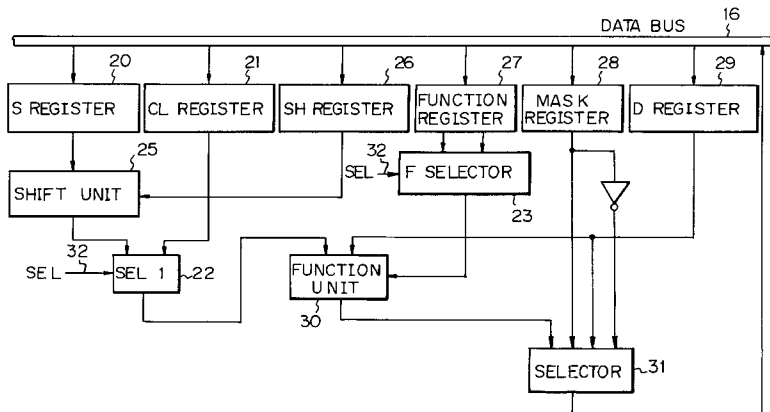 DATA BUS
16
20
21
26
27
28
29
S REGISTER
CL REGISTER
SH REGISTER
FUNCTION
REGISTER
MASK
REGISTER
D REGISTER
25
32
SEL
F SELECTOR
23
SHIFT UNIT
32
SEL
SEL 1
22
FUNCTION
UNIT
30
SELECTOR
31